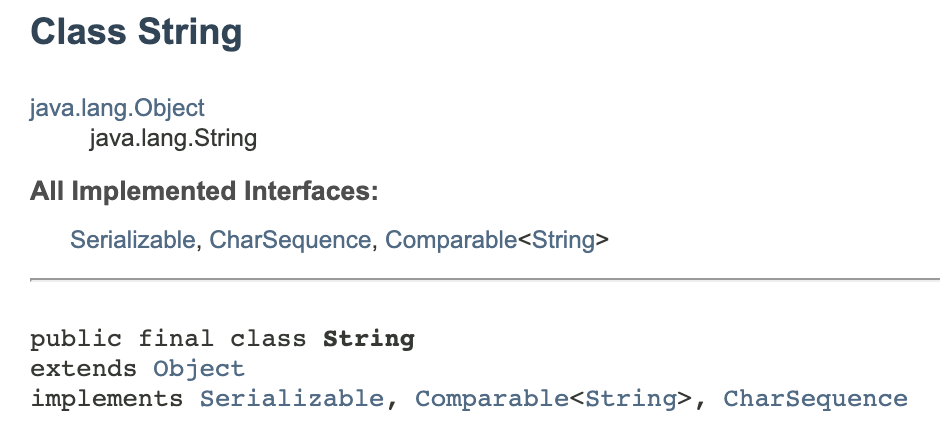 Class String
java.lang.Object
java.lang.String
All Implemented Interfaces:
Serializable, CharSequence, Comparable<String>
public final class String
extends Object
implements Serializable, Comparable<String>, CharSequence